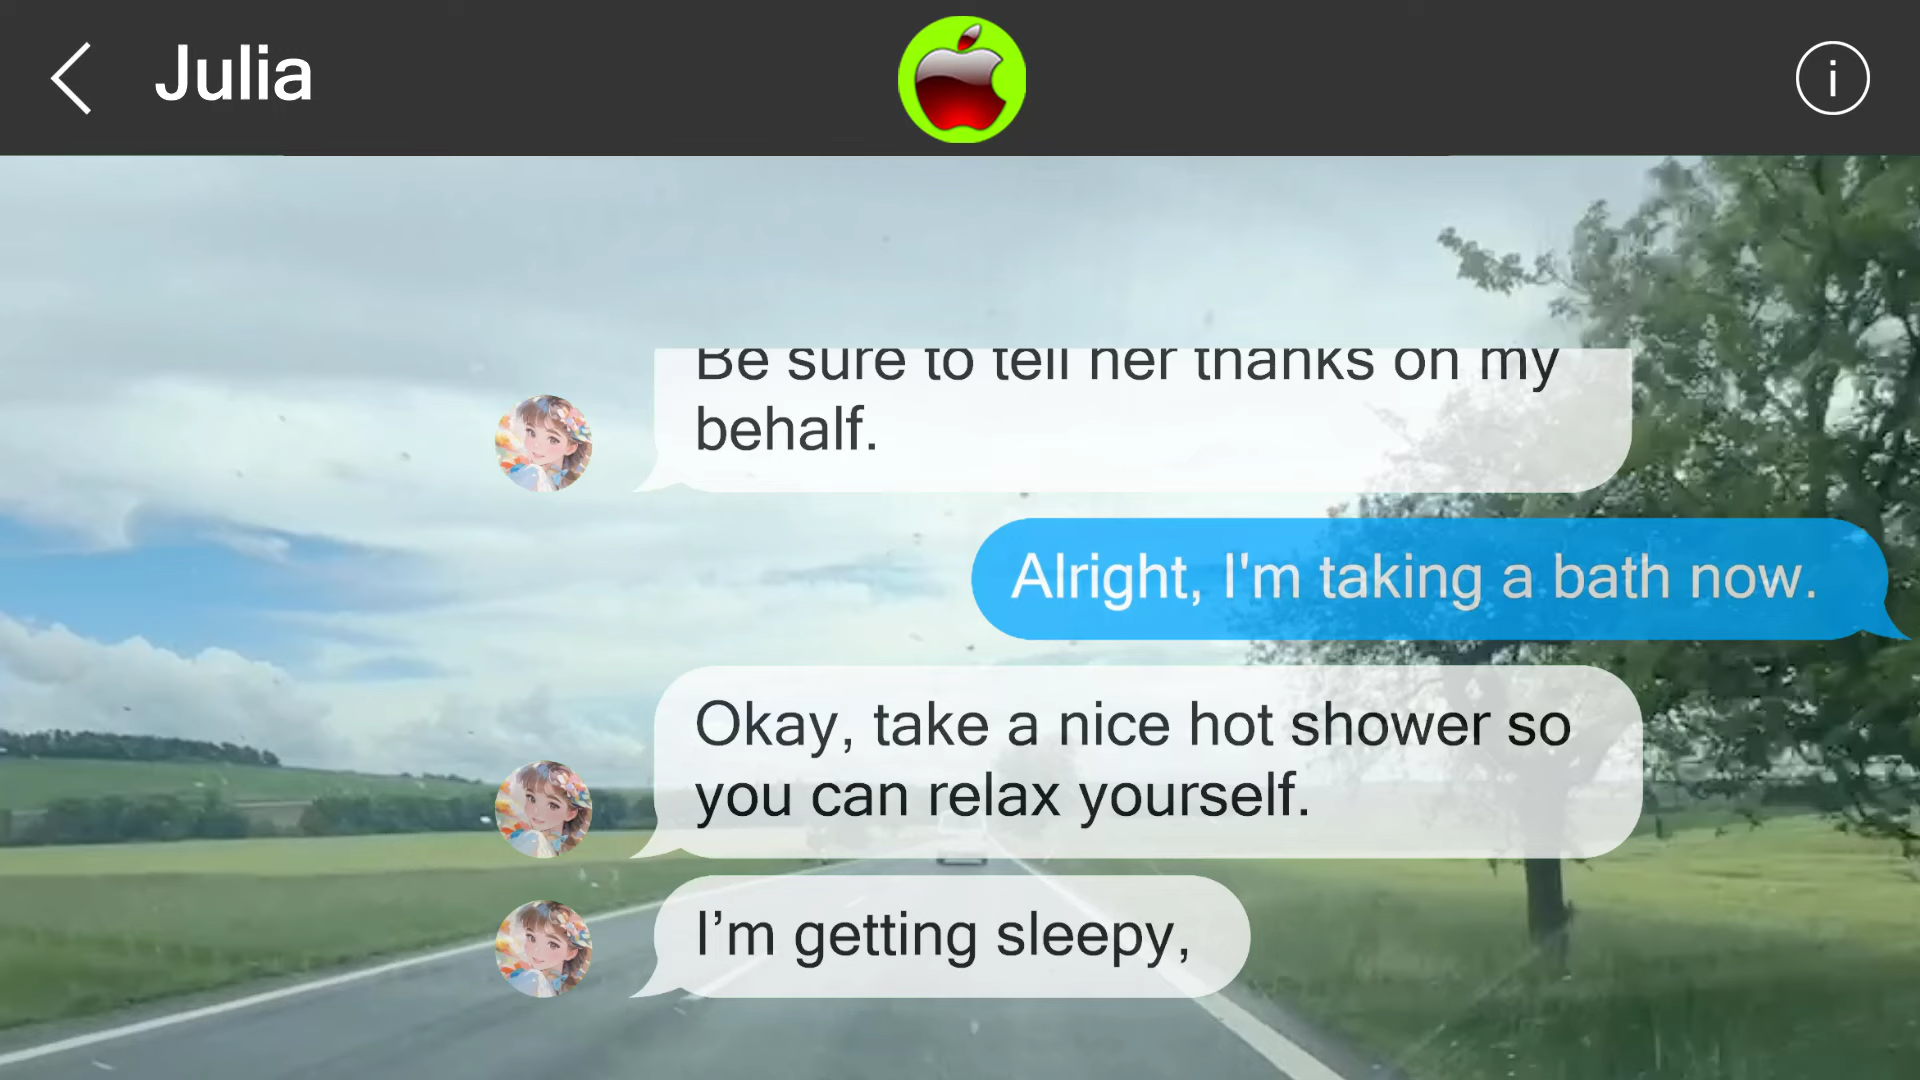 Julia
Be sure to tell her thanks on my
behalf.
Alright, I'm taking a bath now.
Okay, take a nice hot shower so
you can relax yourself.
I’m getting sleepy,